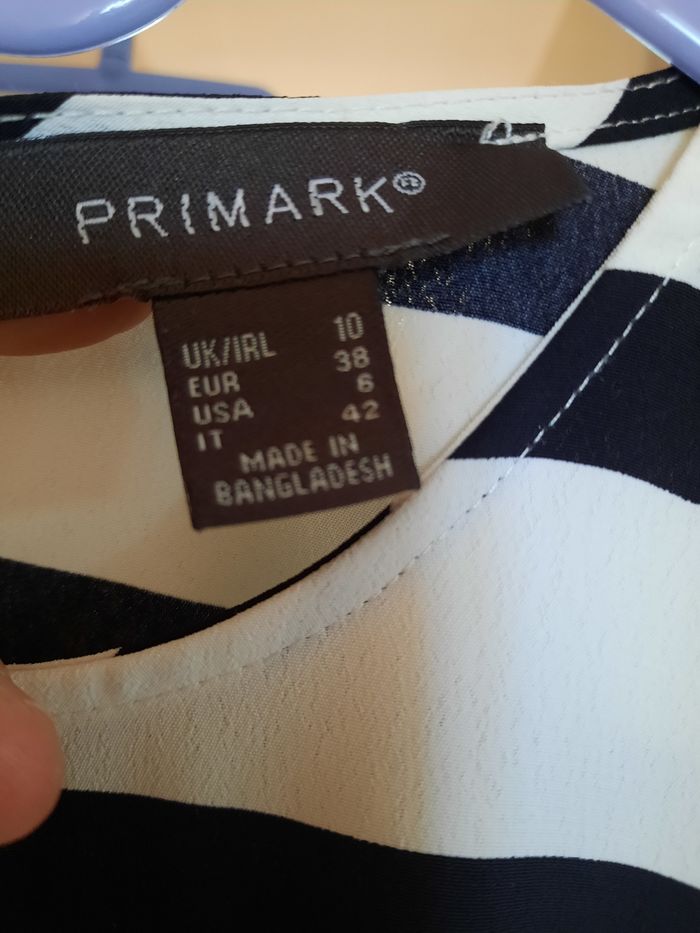 PRIMARK®
UK/IRL 10
EUR 38
USA 6
IT 42
MADE IN
BANGLADESH